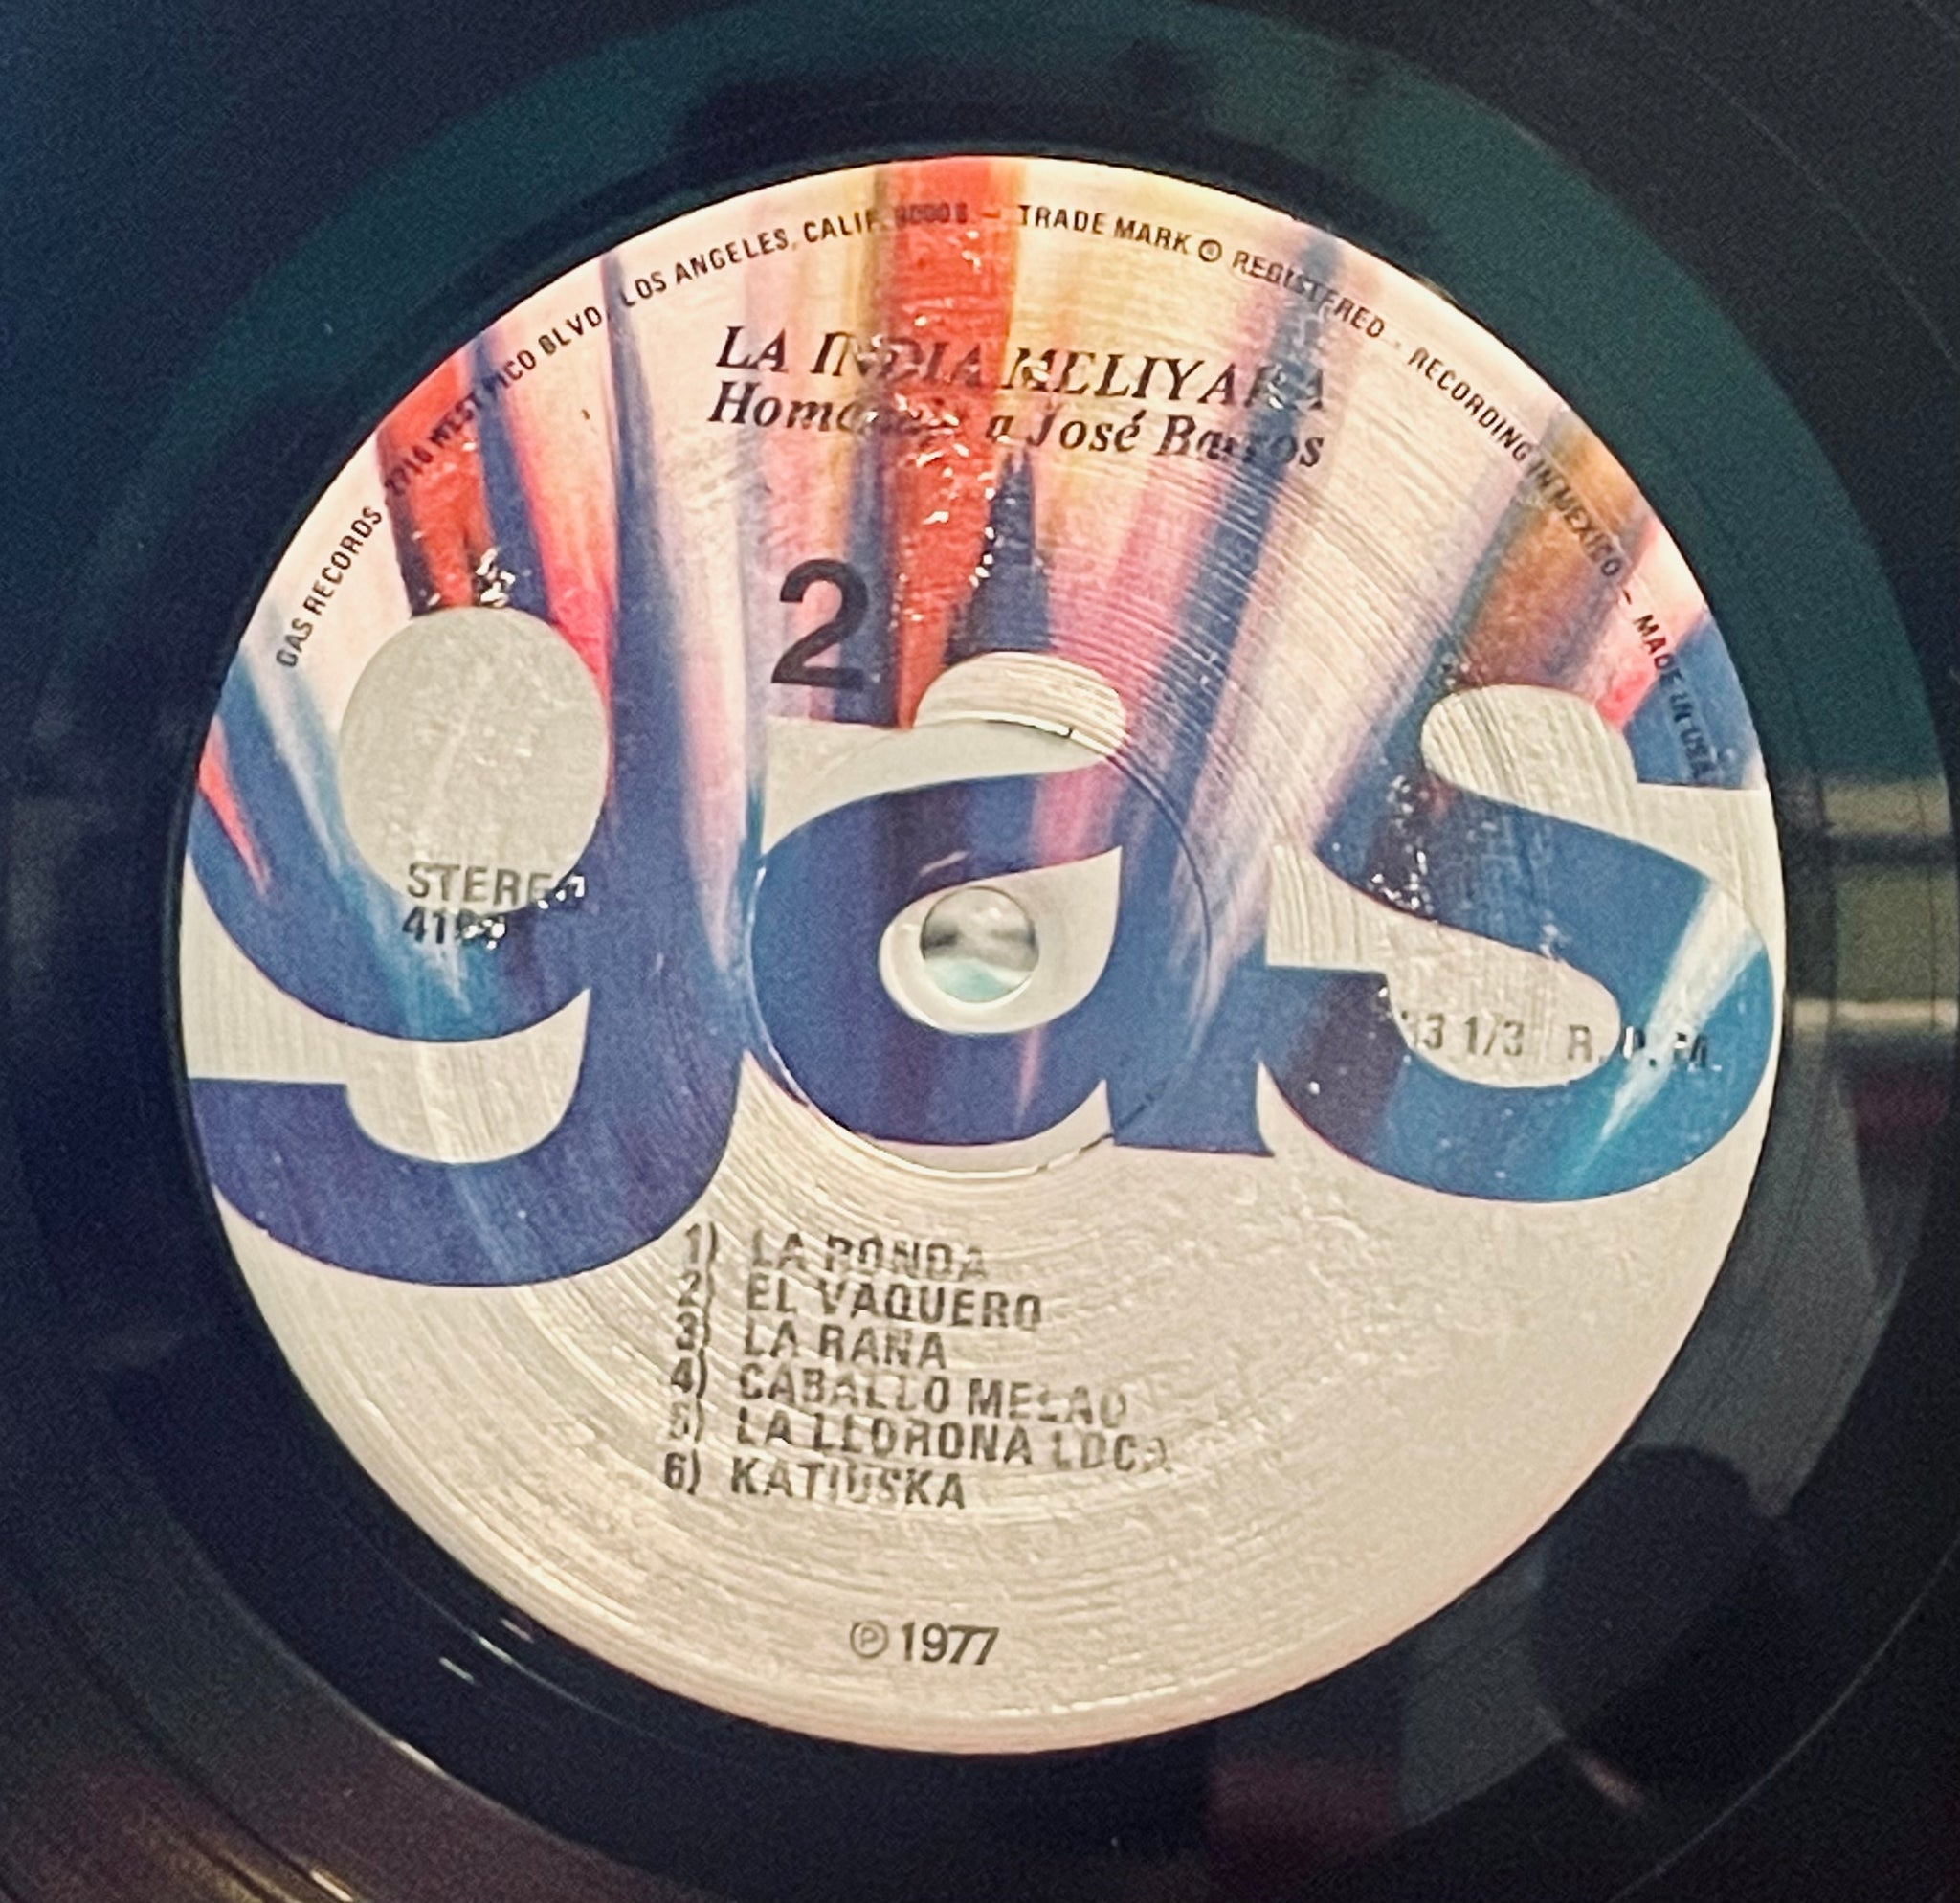 GAS RECORDS 2716 WEST PICO BLVD. LOS ANGELES, CALIF. 90006 – TRADE MARK ® REGISTERED - RECORDING IN MEXICO – MADE IN USA
LA INDIA MELIYARA
Homenaje a José Barros
2
gas
STEREO
33 1/3 R.P.M.
1) LA RONDA
2) EL VAQUERO
3) LA RANA
4) CABALLO MELAO
5) LA LLORONA LOCA
6) KATIUSKA
℗ 1977